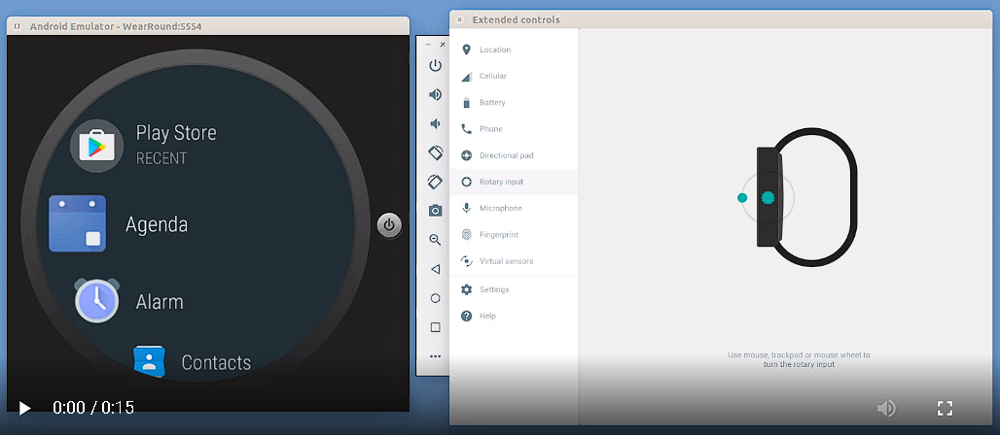 Android Emulator - WearRound:5554
Play Store
RECENT
Agenda
Alarm
Contacts
Extended controls
Location
Cellular
Battery
Phone
Directional pad
Rotary input
Microphone
Fingerprint
Virtual sensors
Settings
Help
Use mouse, trackpad or mouse wheel to
turn the rotary input
0:00 / 0:15